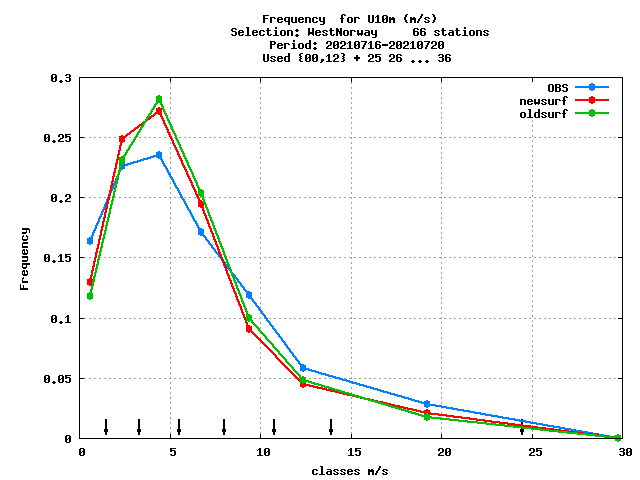 Frequency  for U10m (m/s)
Selection: WestNorway     66 stations
Period: 20210716-20210720
Used {00,12} + 25 26 ... 36
OBS
newsurf
oldsurf
0.3
0.25
0.2
0.15
0.1
0.05
0
Frequency
0 5 10 15 20 25 30
classes m/s